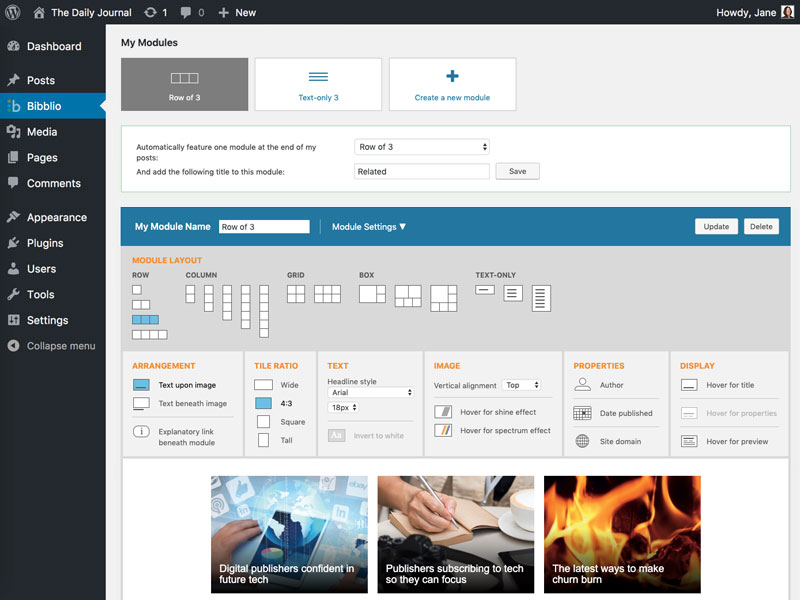 The Daily Journal 1 0 New Howdy, Jane
Dashboard
Posts
Bibblio
Media
Pages
Comments
Appearance
Plugins
Users
Tools
Settings
Collapse menu
My Modules
Row of 3
Text-only 3
Create a new module
Automatically feature one module at the end of my
posts:
Row of 3
And add the following title to this module:
Related
Save
My Module Name Row of 3 Module Settings ▼ Update Delete
MODULE LAYOUT
ROW COLUMN GRID BOX TEXT-ONLY
ARRANGEMENT
Text upon image
Text beneath image
Explanatory link
beneath module
TILE RATIO
Wide
4:3
Square
Tall
TEXT
Headline style
Arial
18px
Aa Invert to white
IMAGE
Vertical alignment Top
Hover for shine effect
Hover for spectrum effect
PROPERTIES
Author
Date published
Site domain
DISPLAY
Hover for title
Hover for properties
Hover for preview
Digital publishers confident in
future tech
Publishers subscribing to tech
so they can focus
The latest ways to make
churn burn